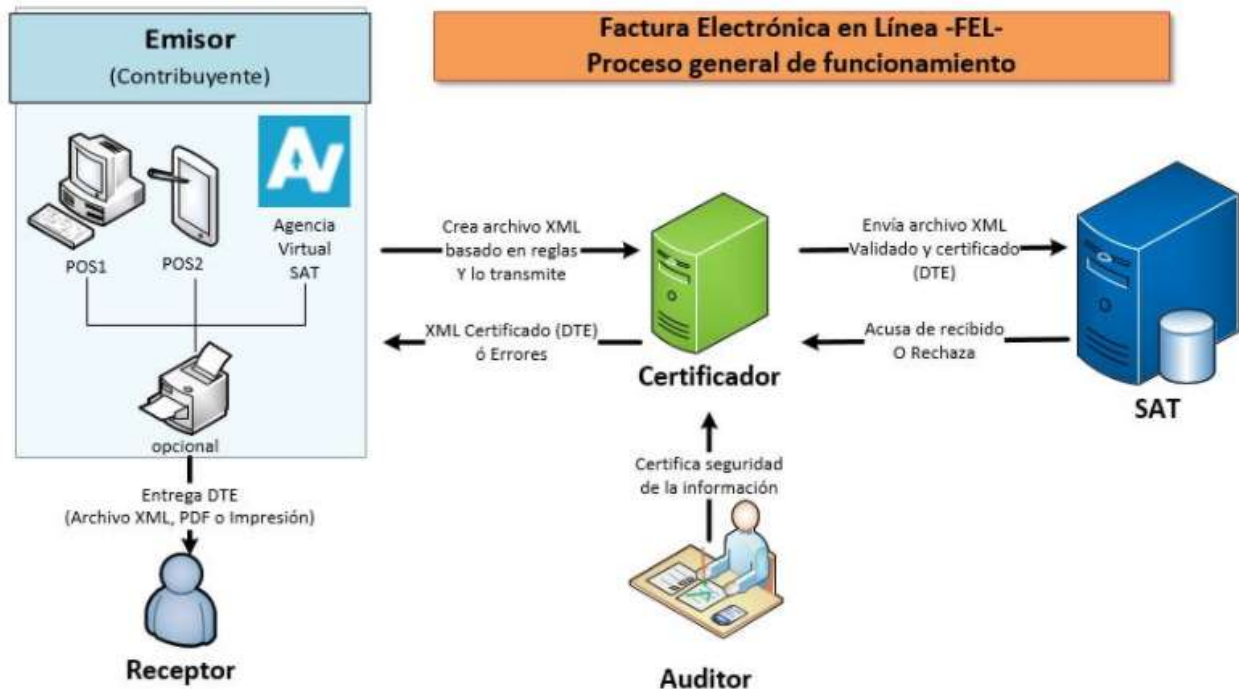 Emisor
(Contribuyente)
Factura Electrónica en Línea -FEL-
Proceso general de funcionamiento
AV
POS1
POS2
Agencia
Virtual
SAT
opcional
Crea archivo XML
basado en reglas
Y lo transmite
XML Certificado (DTE)
ó Errores
Certificador
Envía archivo XML
Validado y certificado
(DTE)
Acusa de recibido
O Rechaza
SAT
Entrega DTE
(Archivo XML, PDF o Impresión)
Receptor
Certifica seguridad
de la información
Auditor